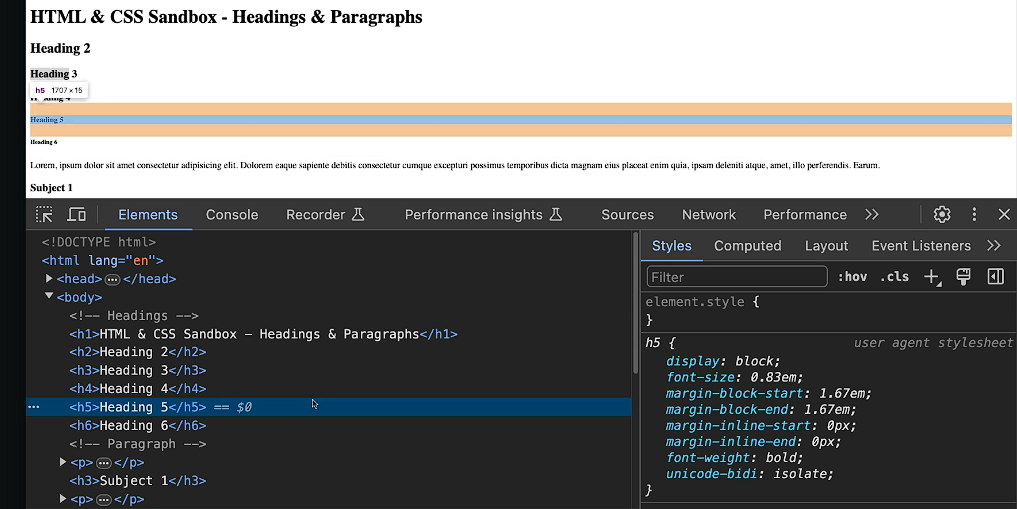 HTML & CSS Sandbox - Headings & Paragraphs
Heading 2
Heading 3
h5 1707 × 15
Heading 5
Heading 6
Lorem, ipsum dolor sit amet consectetur adipisicing elit. Dolorem eaque sapiente debitis consectetur cumque excepturi possimus temporibus dicta magnam eius placeat enim quia, ipsam deleniti atque, amet, illo perferendis. Earum.
Subject 1
Elements Console Recorder Performance insights Sources Network Performance >>
<!DOCTYPE html>
<html lang="en">
▶<head>…</head>
▼<body>
<!-- Headings -->
<h1>HTML & CSS Sandbox - Headings & Paragraphs</h1>
<h2>Heading 2</h2>
<h3>Heading 3</h3>
<h4>Heading 4</h4>
··· <h5>Heading 5</h5> == $0
<h6>Heading 6</h6>
<!-- Paragraph -->
▶<p>…</p>
<h3>Subject 1</h3>
▶<p>…</p>
Styles Computed Layout Event Listeners >>
Filter :hov .cls +
element.style {
}
h5 { user agent stylesheet
display: block;
font-size: 0.83em;
margin-block-start: 1.67em;
margin-block-end: 1.67em;
margin-inline-start: 0px;
margin-inline-end: 0px;
font-weight: bold;
unicode-bidi: isolate;
}